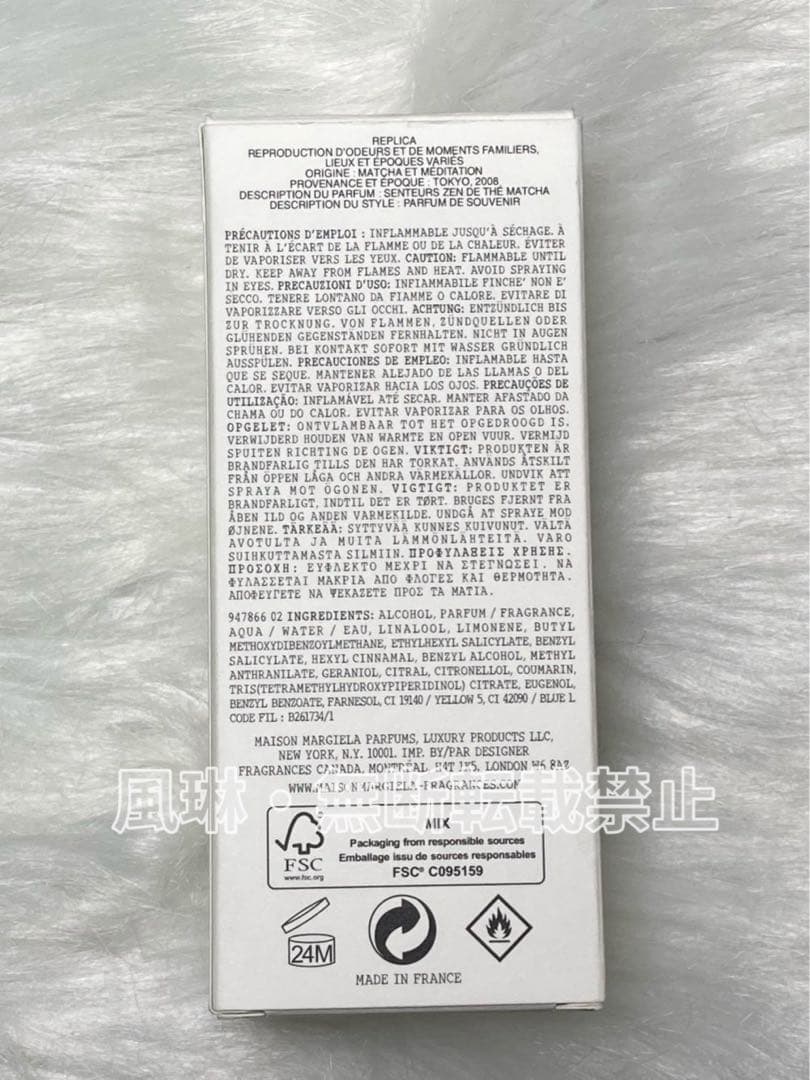 REPLICA
REPRODUCTION D'ODEURS ET DE MOMENTS FAMILIERS,
LIEUX ET ÉPOQUES VARIÉS
ORIGINE : MATCHA ET MÉDITATION
PROVENANCE ET ÉPOQUE : TOKYO, 2008
DESCRIPTION DU PARFUM : SENTEURS ZEN DE THÉ MATCHA
DESCRIPTION DU STYLE : PARFUM DE SOUVENIR
PRÉCAUTIONS D'EMPLOI : INFLAMMABLE JUSQU'À SÉCHAGE. À
TENIR À L'ÉCART DE LA FLAMME OU DE LA CHALEUR. ÉVITER
DE VAPORISER VERS LES YEUX. CAUTION: FLAMMABLE UNTIL
DRY. KEEP AWAY FROM FLAMES AND HEAT. AVOID SPRAYING
IN EYES. PRECAUZIONI D'USO: INFIAMMABILE FINCHE' NON E'
SECCO. TENERE LONTANO DA FIAMME O CALORE. EVITARE DI
VAPORIZZARE VERSO GLI OCCHI. ACHTUNG: ENTZÜNDLICH BIS
ZUR TROCKNUNG. VON FLAMMEN, ZÜNDQUELLEN ODER
GLÜHENDEN GEGENSTÄNDEN FERNHALTEN. NICHT IN AUGEN
SPRÜHEN. BEI KONTAKT SOFORT MIT WASSER GRÜNDLICH
AUSSPÜLEN. PRECAUCIONES DE EMPLEO: INFLAMABLE HASTA
QUE SE SEQUE. MANTENER ALEJADO DE LAS LLAMAS O DEL
CALOR. EVITAR VAPORIZAR HACIA LOS OJOS. PRECAUÇÕES DE
UTILIZAÇÃO: INFLAMÁVEL ATÉ SECAR. MANTER AFASTADO DA
CHAMA OU DO CALOR. EVITAR VAPORIZAR PARA OS OLHOS.
OPGELET: ONTVLAMBAAR TOT HET OPGEDROOGD IS.
VERWIJDERD HOUDEN VAN WARMTE EN OPEN VUUR. VERMIJD
SPUITEN RICHTING DE OGEN. VIKTIGT: PRODUKTEN ÄR
BRANDFARLIG TILLS DEN HAR TORKAT. ANVÄNDS ÅTSKILT
FRÅN ÖPPEN LÅGA OCH ANDRA VÄRMEKÄLLOR. UNDVIK ATT
SPRAYA MOT ÖGONEN. VIGTIGT: PRODUKTET ER
BRANDFARLIGT, INDTIL DET ER TØRT. BRUGES FJERNT FRA
ÅBEN ILD OG ANDEN VARMEKILDE. UNDGÅ AT SPRAYE MOD
ØJNENE. TÄRKEÄÄ: SYTTYVÄÄ KUNNES KUIVUNUT. VÄLTÄ
AVOTULTA JA MUITA LÄMMÖNLÄHTEITÄ. VARO
SUIHKUTTAMASTA SILMIIN. ΠΡΟΦΥΛΑΞΕΙΣ ΧΡΗΣΗΣ.
ΠΡΟΣΟΧΗ: ΕΥΦΛΕΚΤΟ ΜΕΧΡΙ ΝΑ ΣΤΕΓΝΩΣΕΙ. ΝΑ
ΦΥΛΑΣΣΕΤΑΙ ΜΑΚΡΙΑ ΑΠΟ ΦΛΟΓΕΣ ΚΑΙ ΘΕΡΜΟΤΗΤΑ.
ΑΠΟΦΕΥΓΕΤΕ ΝΑ ΨΕΚΑΖΕΤΕ ΠΡΟΣ ΤΑ ΜΑΤΙΑ.
947866 02 INGREDIENTS: ALCOHOL, PARFUM / FRAGRANCE,
AQUA / WATER / EAU, LINALOOL, LIMONENE, BUTYL
METHOXYDIBENZOYLMETHANE, ETHYLHEXYL SALICYLATE, BENZYL
SALICYLATE, HEXYL CINNAMAL, BENZYL ALCOHOL, METHYL
ANTHRANILATE, GERANIOL, CITRAL, CITRONELLOL, COUMARIN,
TRIS(TETRAMETHYLHYDROXYPIPERIDINOL) CITRATE, EUGENOL,
BENZYL BENZOATE, FARNESOL, CI 19140 / YELLOW 5, CI 42090 / BLUE 1.
CODE FIL : B261734/1
MAISON MARGIELA PARFUMS, LUXURY PRODUCTS LLC,
NEW YORK, N.Y. 10001. IMP. BY/PAR DESIGNER
FRAGRANCES CANADA, MONTRÉAL, H4T 1K5. LONDON W6 8AZ
WWW.MAISONMARGIELA-FRAGRANCES.COM
風琳・無断転載禁止
MIX
Packaging from responsible sources
Emballage issu de sources responsables
FSC® C095159
FSC
www.fsc.org
24M
MADE IN FRANCE